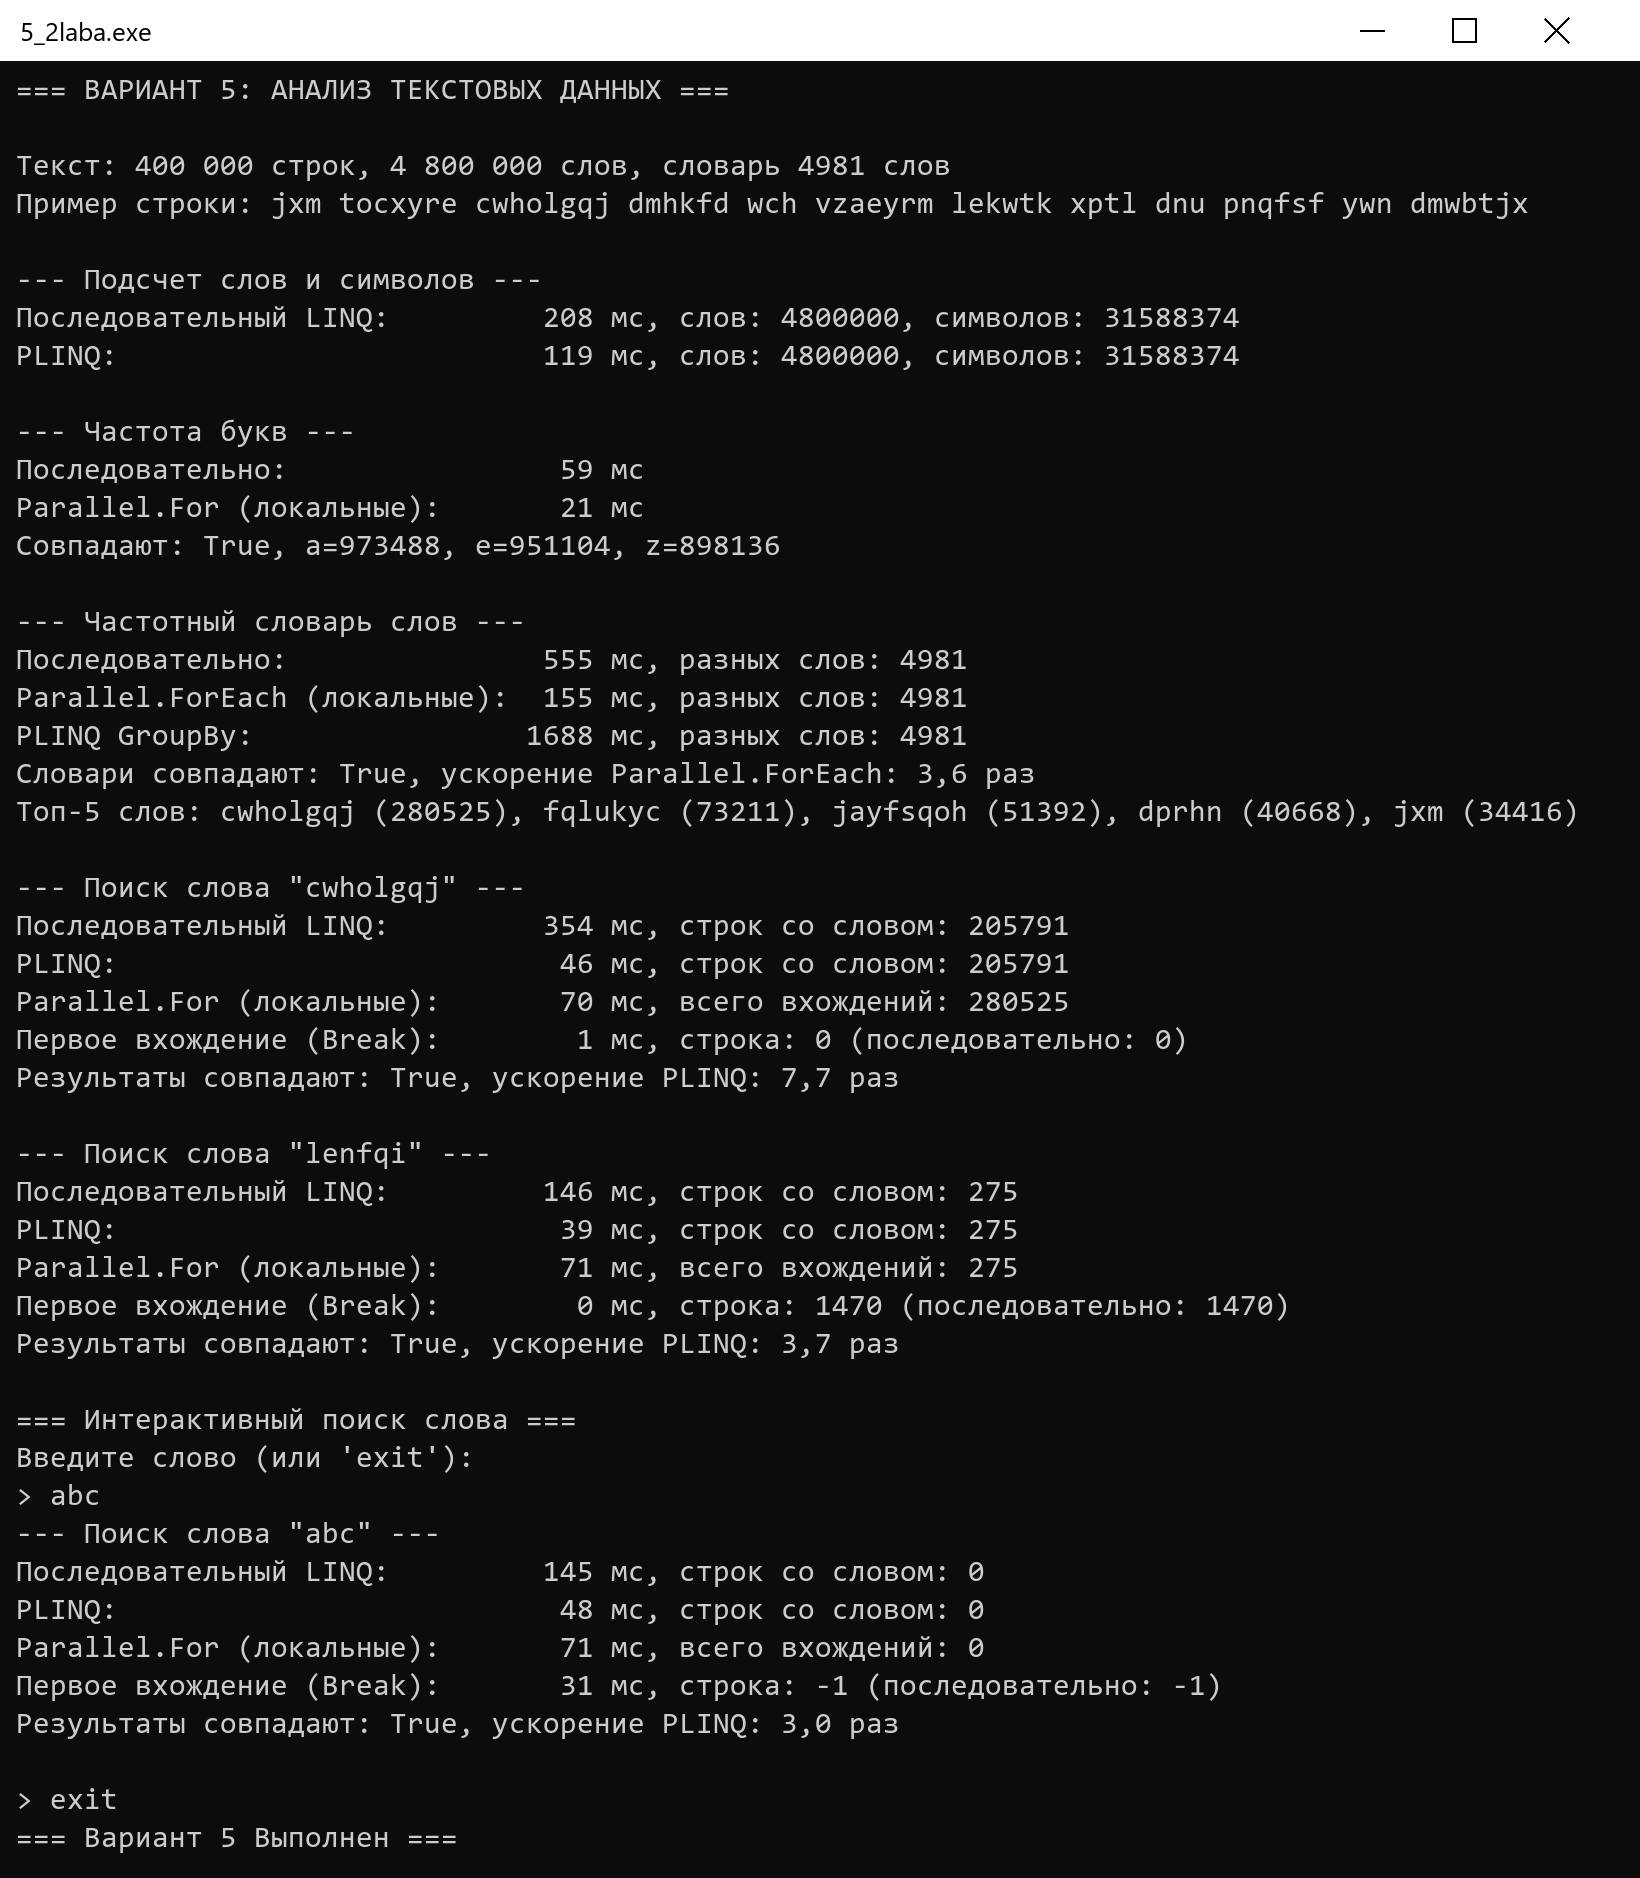 5_2laba.exe
=== ВАРИАНТ 5: АНАЛИЗ ТЕКСТОВЫХ ДАННЫХ ===
Текст: 400 000 строк, 4 800 000 слов, словарь 4981 слов
Пример строки: jxm tocxyre cwholgqj dmhkfd wch vzaeyrm lekwtk xptl dnu pnqfsf ywn dmwbtjx
--- Подсчет слов и символов ---
Последовательный LINQ: 208 мс, слов: 4800000, символов: 31588374
PLINQ: 119 мс, слов: 4800000, символов: 31588374
--- Частота букв ---
Последовательно: 59 мс
Parallel.For (локальные): 21 мс
Совпадают: True, a=973488, e=951104, z=898136
--- Частотный словарь слов ---
Последовательно: 555 мс, разных слов: 4981
Parallel.ForEach (локальные): 155 мс, разных слов: 4981
PLINQ GroupBy: 1688 мс, разных слов: 4981
Словари совпадают: True, ускорение Parallel.ForEach: 3,6 раз
Топ-5 слов: cwholgqj (280525), fqlukyc (73211), jayfsqoh (51392), dprhn (40668), jxm (34416)
--- Поиск слова "cwholgqj" ---
Последовательный LINQ: 354 мс, строк со словом: 205791
PLINQ: 46 мс, строк со словом: 205791
Parallel.For (локальные): 70 мс, всего вхождений: 280525
Первое вхождение (Break): 1 мс, строка: 0 (последовательно: 0)
Результаты совпадают: True, ускорение PLINQ: 7,7 раз
--- Поиск слова "lenfqi" ---
Последовательный LINQ: 146 мс, строк со словом: 275
PLINQ: 39 мс, строк со словом: 275
Parallel.For (локальные): 71 мс, всего вхождений: 275
Первое вхождение (Break): 0 мс, строка: 1470 (последовательно: 1470)
Результаты совпадают: True, ускорение PLINQ: 3,7 раз
=== Интерактивный поиск слова ===
Введите слово (или 'exit'):
> abc
--- Поиск слова "abc" ---
Последовательный LINQ: 145 мс, строк со словом: 0
PLINQ: 48 мс, строк со словом: 0
Parallel.For (локальные): 71 мс, всего вхождений: 0
Первое вхождение (Break): 31 мс, строка: -1 (последовательно: -1)
Результаты совпадают: True, ускорение PLINQ: 3,0 раз
> exit
=== Вариант 5 Выполнен ===